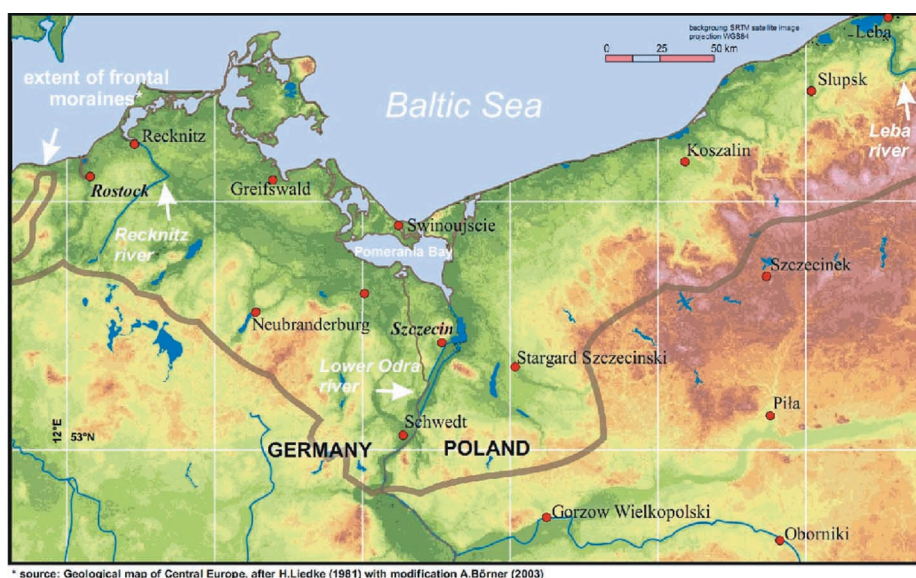 backgroung SRTM satellite image
projection WGS84
0 25 50 km
Leba
extent of frontal
moraines*
Baltic Sea
Slupsk
Leba
river
Recknitz
Koszalin
Rostock
Greifswald
Recknitz
river
Swinoujscie
Pomerania Bay
Szczecinek
Neubranderburg
Szczecin
Lower Odra
river
Stargard Szczecinski
Piła
Schwedt
12°E 53°N
GERMANY POLAND
Gorzow Wielkopolski
Oborniki
* source: Geological map of Central Europe, after H.Liedke (1981) with modification A.Börner (2003)